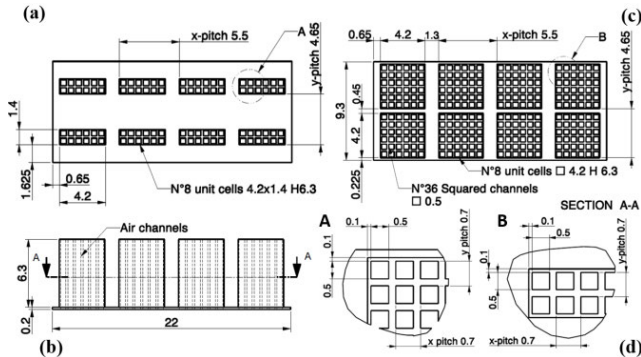 (a)
x-pitch 5.5
A
y-pitch 4.65
1.4
1.625
0.65
4.2
N°8 unit cells 4.2x1.4 H6.3
(c)
0.65
4.2
1.3
x-pitch 5.5
B
9.3
0.45
4.2
0.225
y-pitch 4.65
N°8 unit cells □ 4.2 H 6.3
N°36 Squared channels
□ 0.5
SECTION A-A
Air channels
A
A
6.3
0.2
22
(b)
A
0.1
0.5
0.1
0.5
y pitch 0.7
x pitch 0.7
B
0.1
0.5
0.1
0.5
y-pitch 0.7
x-pitch 0.7
(d)